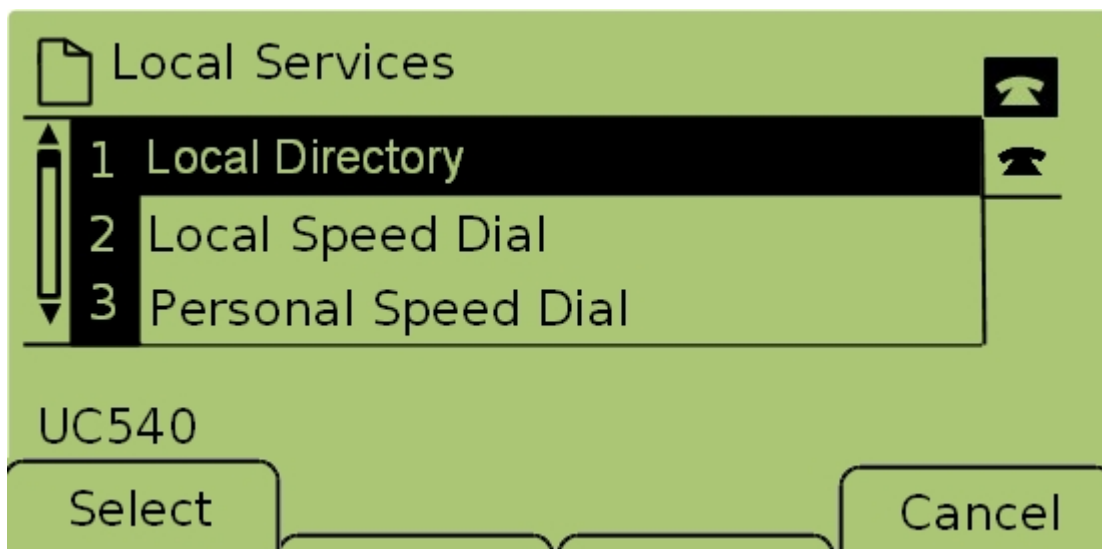 Local Services
1 Local Directory
2 Local Speed Dial
3 Personal Speed Dial
UC540
Select Cancel